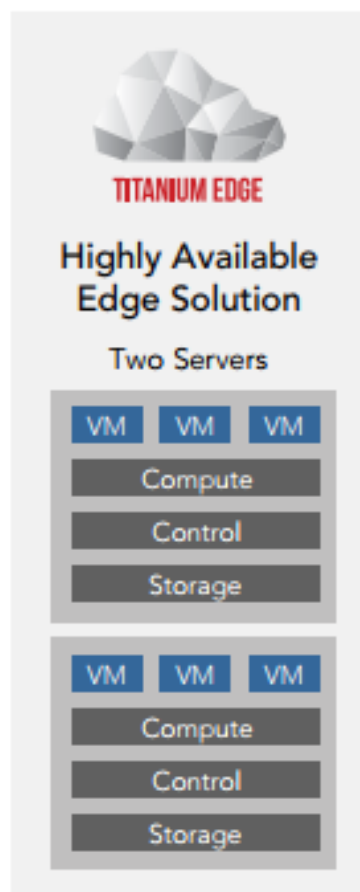 TITANIUM EDGE
Highly Available
Edge Solution
Two Servers
VM VM VM
Compute
Control
Storage
VM VM VM
Compute
Control
Storage